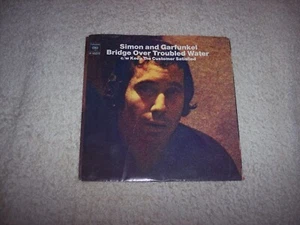 Simon and Garfunkel
Bridge Over Troubled Water
c/w Keep The Customer Satisfied